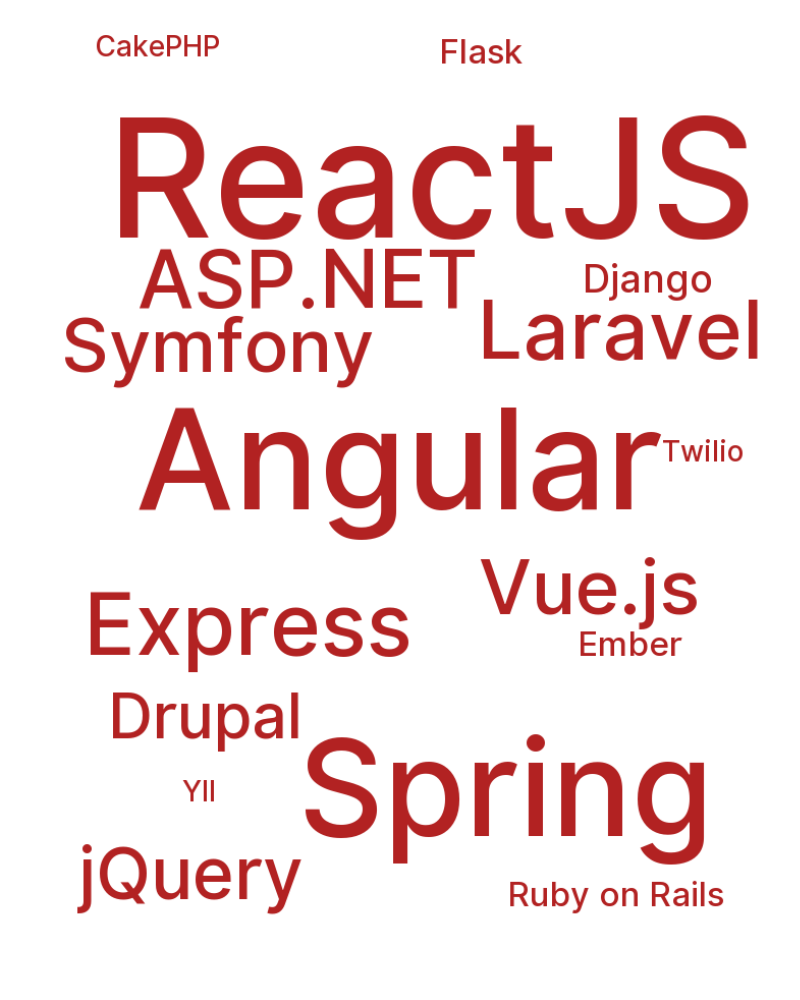 CakePHP
Flask
ReactJS
ASP.NET
Django
Laravel
Symfony
Angular
Twilio
Vue.js
Express
Ember
Drupal
Spring
YII
jQuery
Ruby on Rails